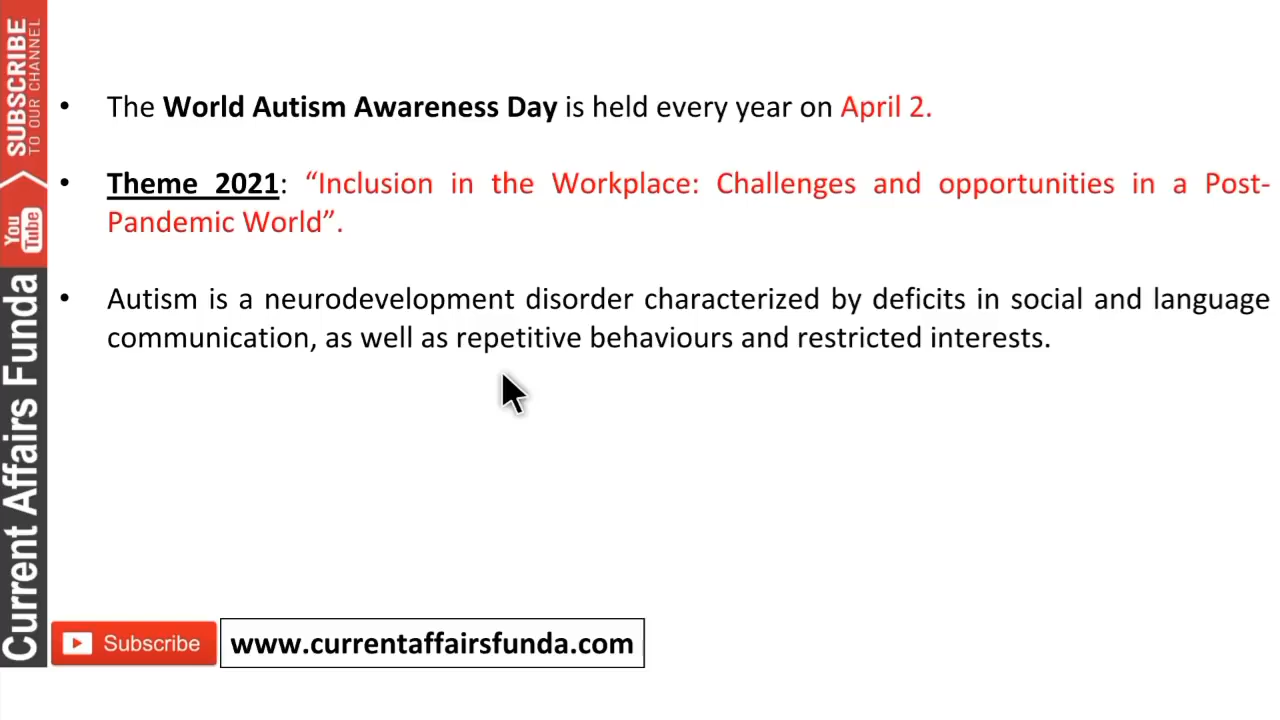 SUBSCRIBE
TO OUR CHANNEL
You
Tube
Current Affairs Funda
• The World Autism Awareness Day is held every year on April 2.
• Theme 2021: “Inclusion in the Workplace: Challenges and opportunities in a Post-
Pandemic World”.
• Autism is a neurodevelopment disorder characterized by deficits in social and language
communication, as well as repetitive behaviours and restricted interests.
Subscribe
www.currentaffairsfunda.com